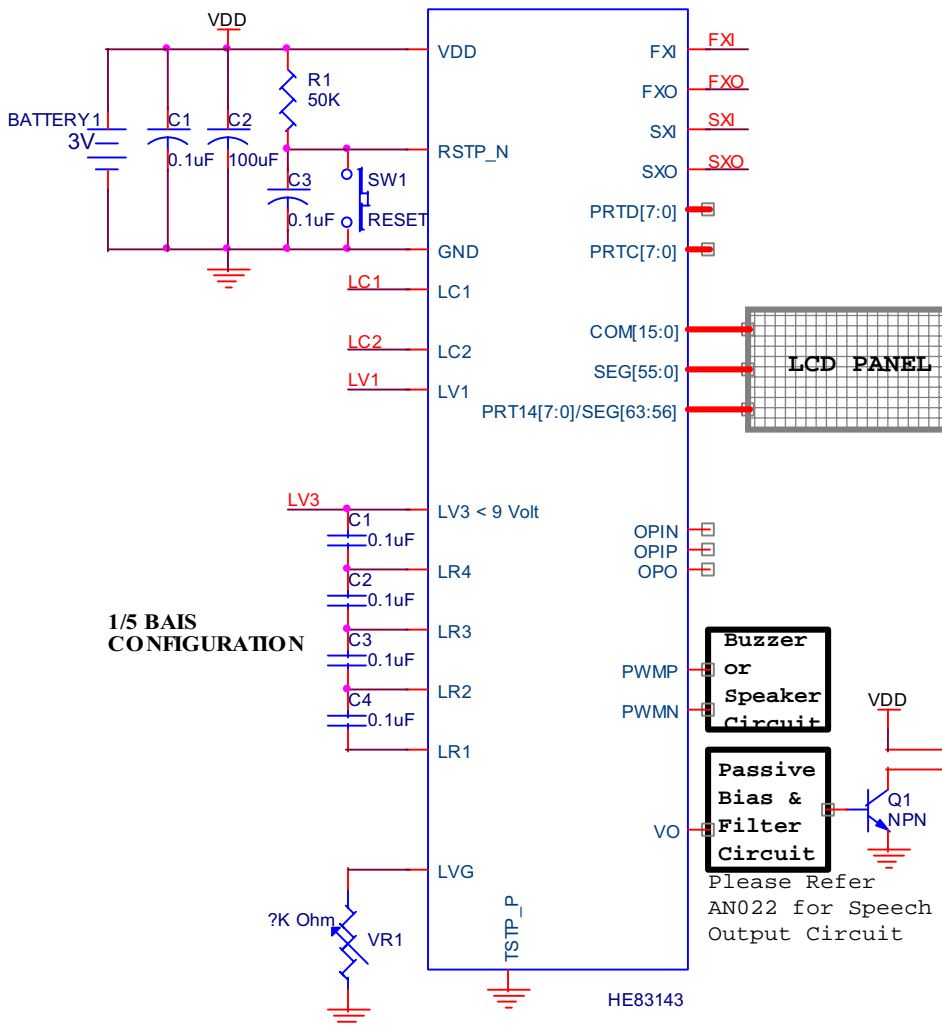 VDD
VDD
R1
50K
BATTERY1
3V
C1
0.1uF
C2
100uF
RSTP_N
C3
0.1uF
SW1
RESET
GND
LC1
LC1
LC2
LC2
LV1
LV1
LV3
LV3 < 9 Volt
C1
0.1uF
LR4
C2
0.1uF
LR3
C3
0.1uF
LR2
C4
0.1uF
LR1
1/5 BAIS
CONFIGURATION
LVG
?K Ohm
VR1
TSTP_P
FXI
FXI
FXO
FXO
SXI
SXI
SXO
SXO
PRTD[7:0]
PRTC[7:0]
COM[15:0]
SEG[55:0]
PRT14[7:0]/SEG[63:56]
LCD PANEL
OPIN
OPIP
OPO
PWMP
PWMN
Buzzer
or
Speaker
Circuit
VO
Passive
Bias &
Filter
Circuit
VDD
Q1
NPN
Please Refer
AN022 for Speech
Output Circuit
HE83143